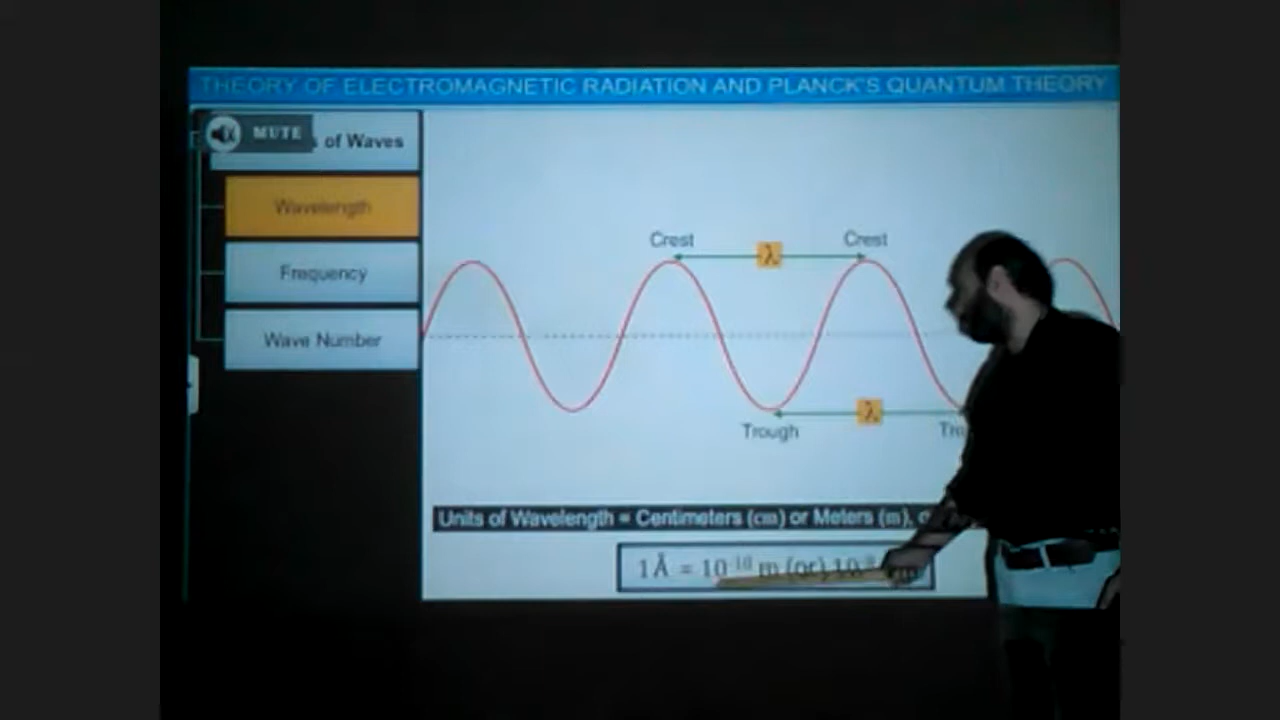 THEORY OF ELECTROMAGNETIC RADIATION AND PLANCK'S QUANTUM THEORY
MUTE
of Waves
Wavelength
Frequency
Wave Number
Crest
λ
Crest
λ
Trough
Units of Wavelength = Centimeters (cm) or Meters (m),
1Å = 10⁻¹⁰ m (or)